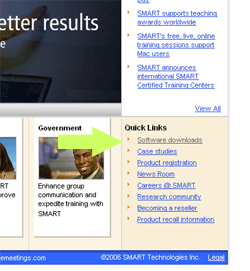 etter results
e
SMART supports teaching
awards worldwide
SMART's free, live, online
training sessions support
Mac users
SMART announces
international SMART
Certified Training Centers
View All
Government
Enhance group
communication and
expedite training with
SMART
RT
prove
Quick Links
Software downloads
Case studies
Product registration
News Room
Careers @ SMART
Research community
Becoming a reseller
Product recall information
emeetings.com
©2006 SMART Technologies Inc.
Legal